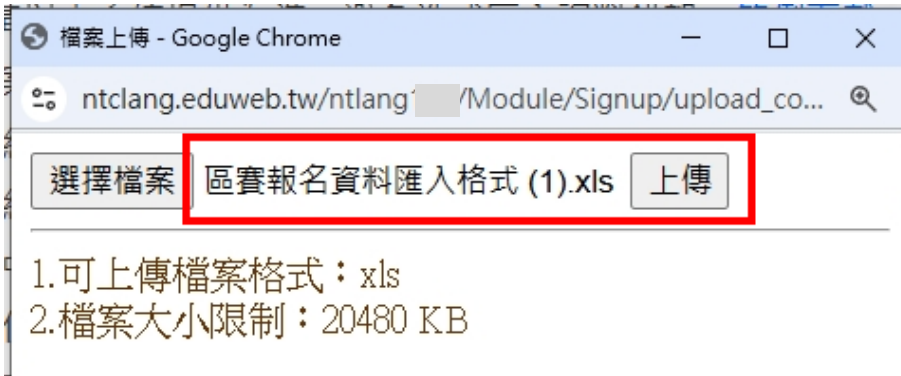 檔案上傳 - Google Chrome
ntclang.eduweb.tw/ntlang /Module/Signup/upload_co...
選擇檔案 區賽報名資料匯入格式 (1).xls 上傳
1.可上傳檔案格式：xls
2.檔案大小限制：20480 KB